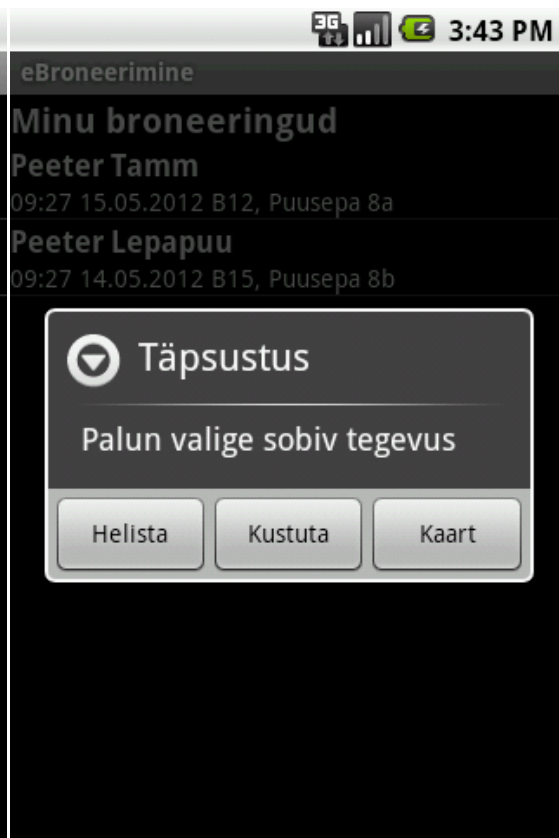 3G 3:43 PM
eBroneerimine
Minu broneeringud
Peeter Tamm
09:27 15.05.2012 B12, Puusepa 8a
Peeter Lepapuu
09:27 14.05.2012 B15, Puusepa 8b
Täpsustus
Palun valige sobiv tegevus
Helista Kustuta Kaart